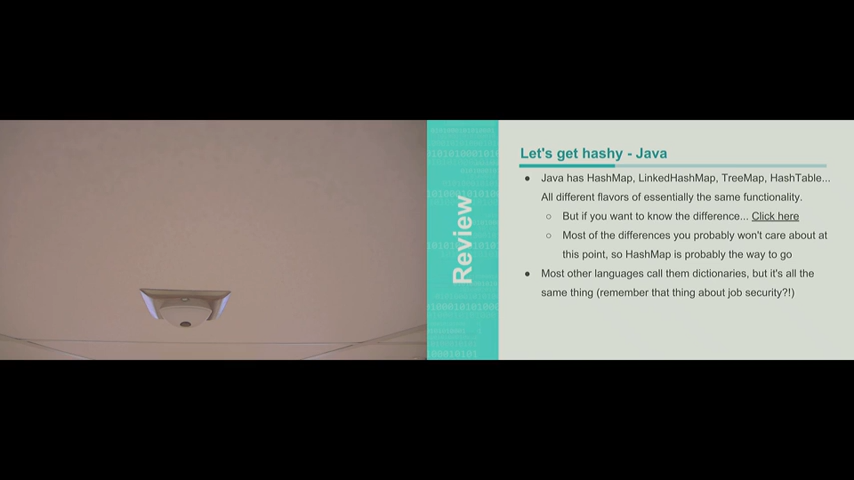 Let's get hashy - Java
Review
● Java has HashMap, LinkedHashMap, TreeMap, HashTable...
All different flavors of essentially the same functionality.
○ But if you want to know the difference... Click here
○ Most of the differences you probably won't care about at
this point, so HashMap is probably the way to go
● Most other languages call them dictionaries, but it's all the
same thing (remember that thing about job security?!)